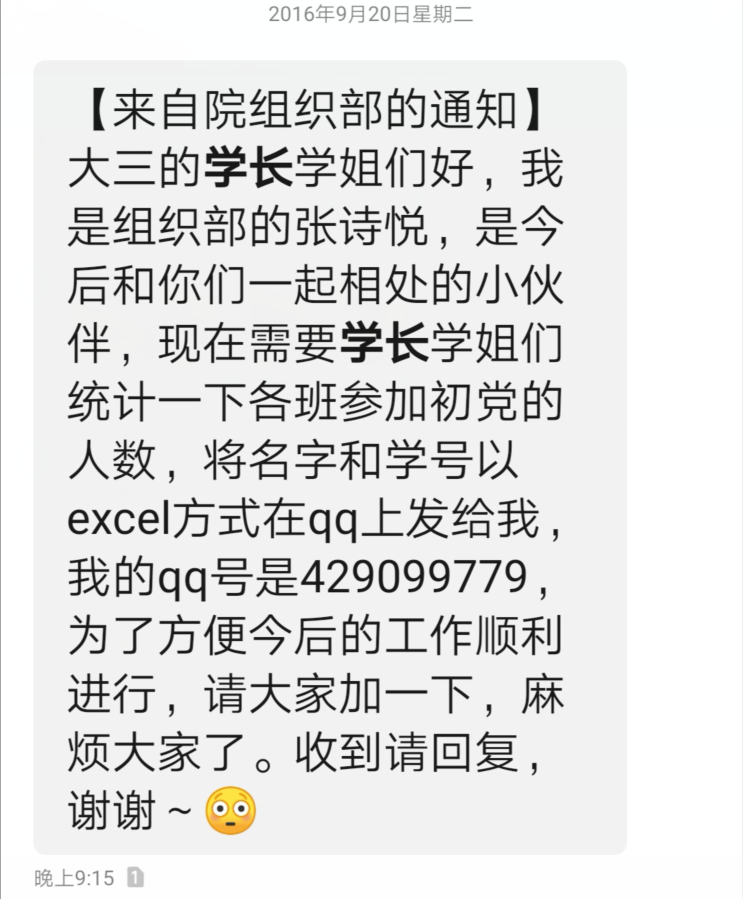 2016年9月20日星期二
【来自院组织部的通知】
大三的学长学姐们好，我
是组织部的张诗悦，是今
后和你们一起相处的小伙
伴，现在需要学长学姐们
统计一下各班参加初党的
人数，将名字和学号以
excel方式在qq上发给我，
我的qq号是429099779，
为了方便今后的工作顺利
进行，请大家加一下，麻
烦大家了。收到请回复，
谢谢～😳
晚上9:15 1